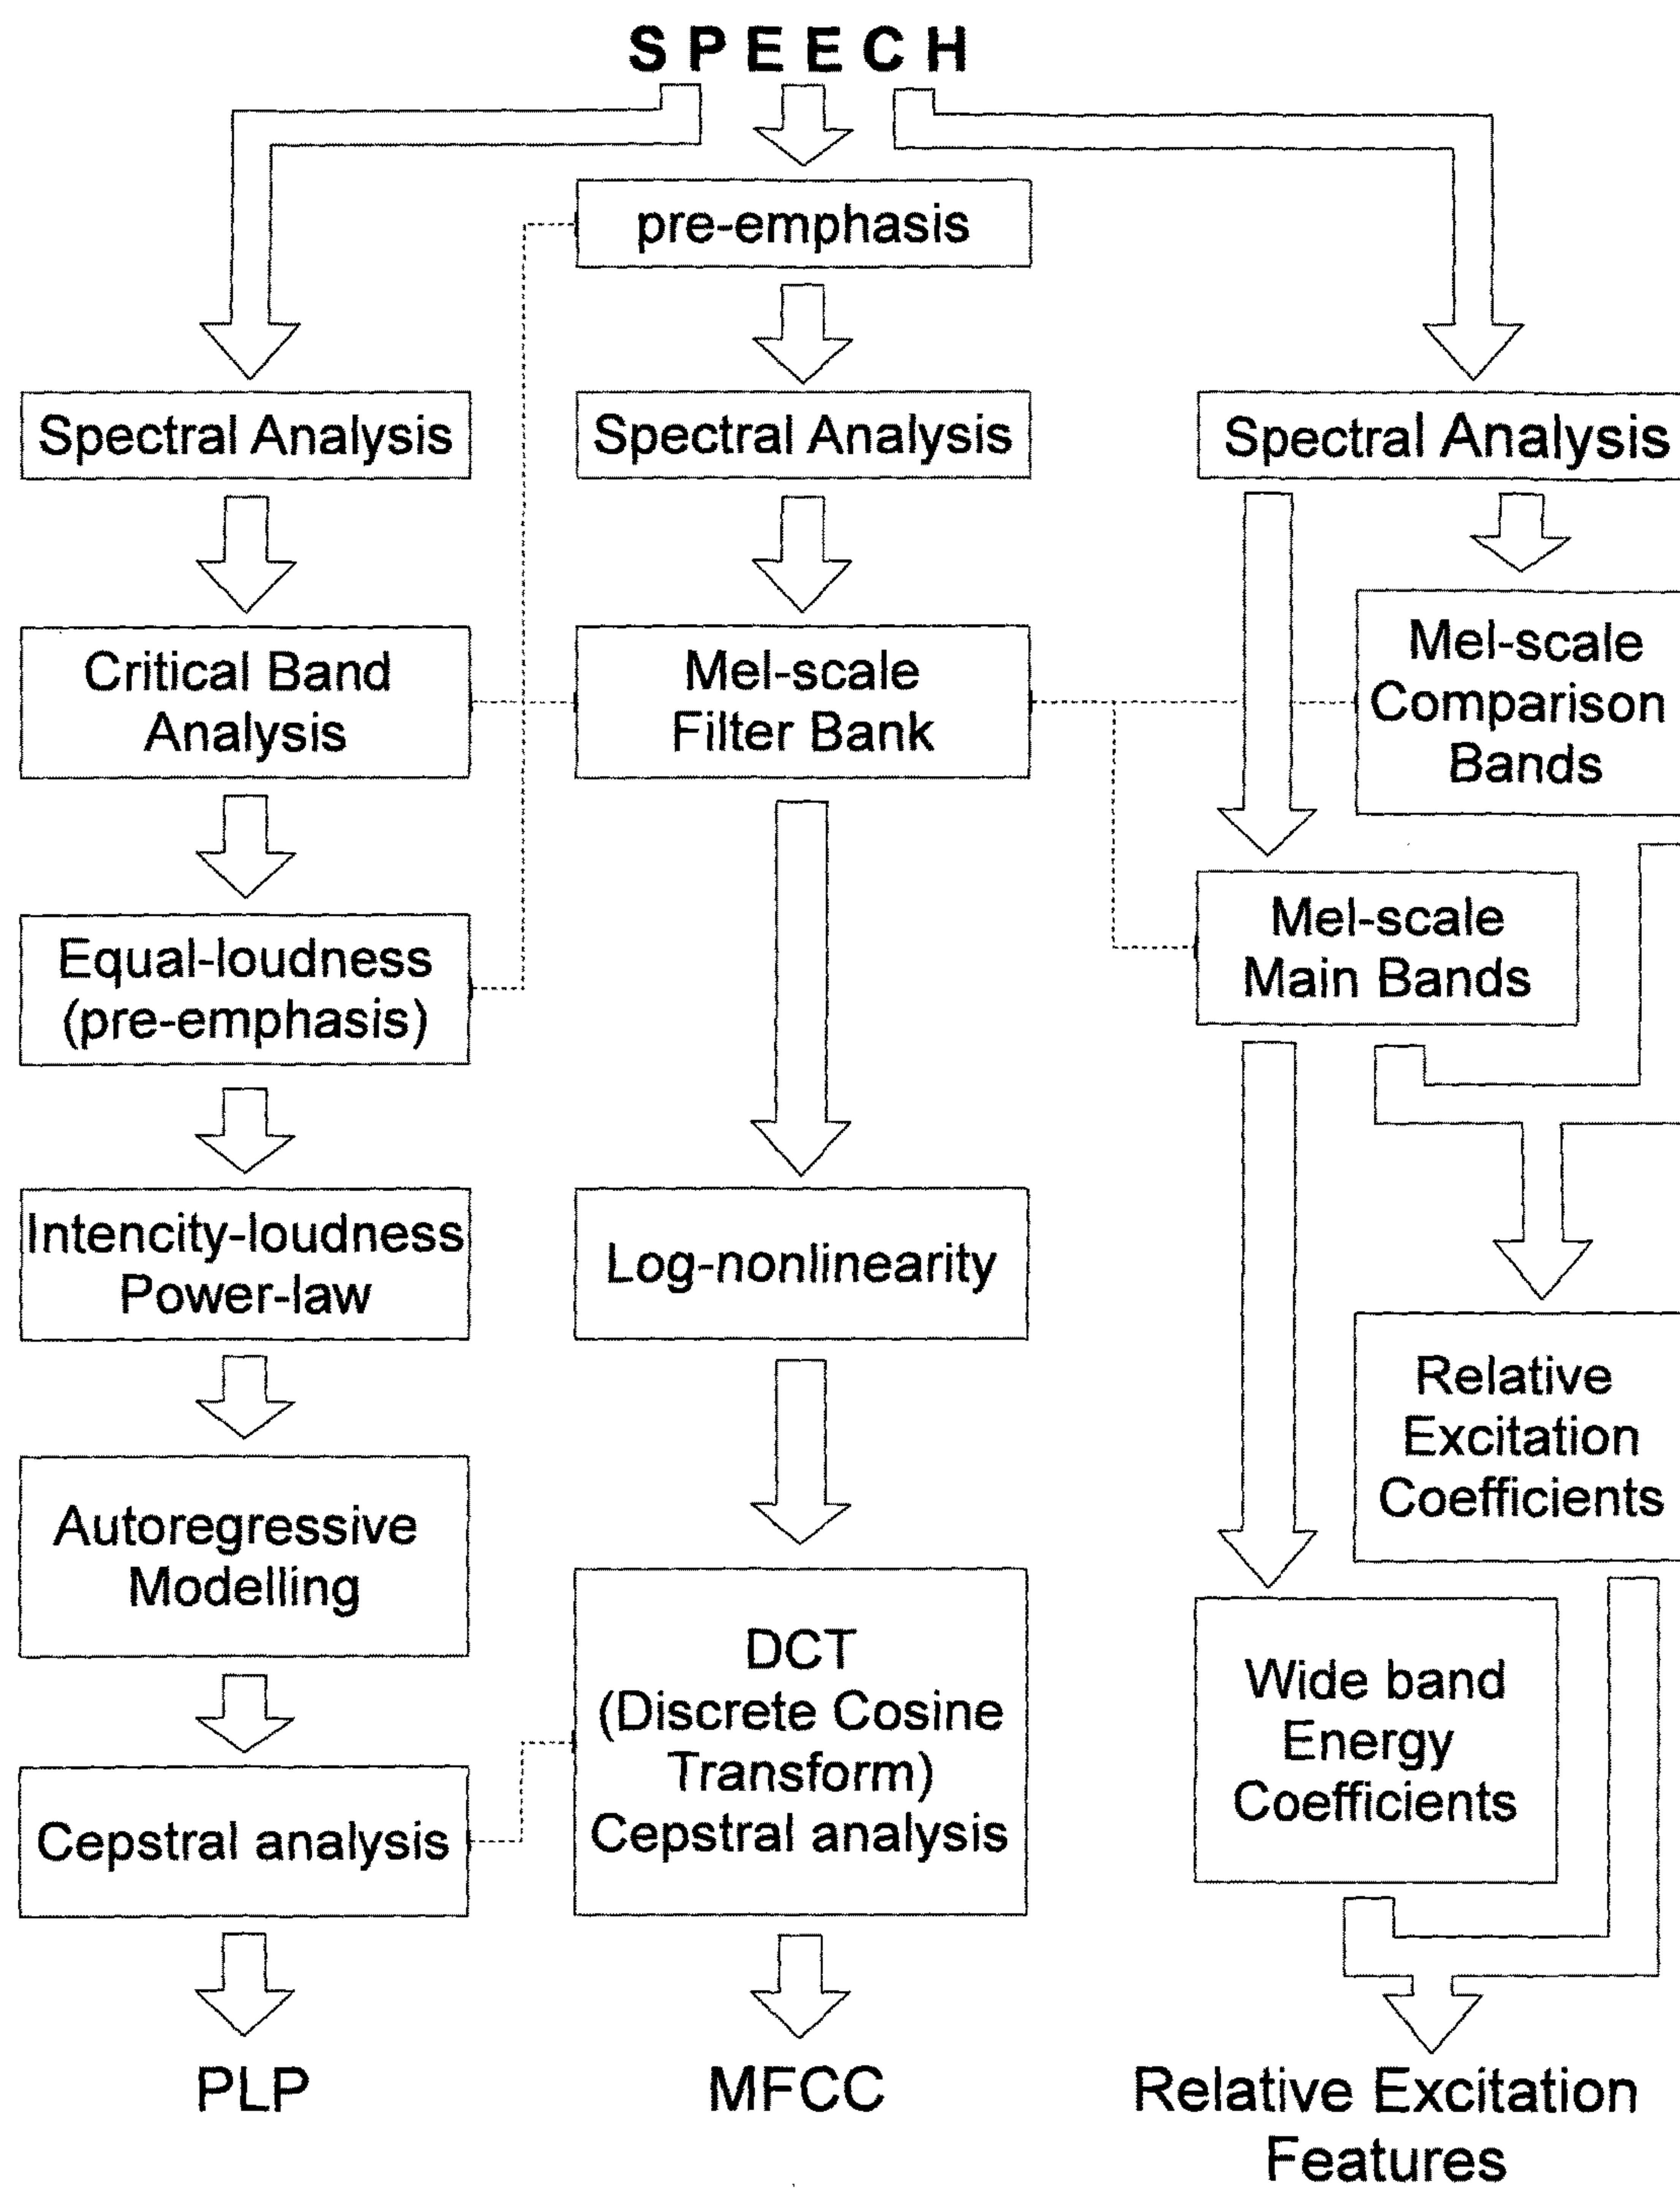 SPEECH
pre-emphasis
Spectral Analysis
Spectral Analysis
Spectral Analysis
Critical Band
Analysis
Mel-scale
Filter Bank
Mel-scale
Comparison
Bands
Equal-loudness
(pre-emphasis)
Mel-scale
Main Bands
Intencity-loudness
Power-law
Log-nonlinearity
Relative
Excitation
Coefficients
Autoregressive
Modelling
DCT
(Discrete Cosine
Transform)
Cepstral analysis
Wide band
Energy
Coefficients
Cepstral analysis
PLP
MFCC
Relative Excitation
Features